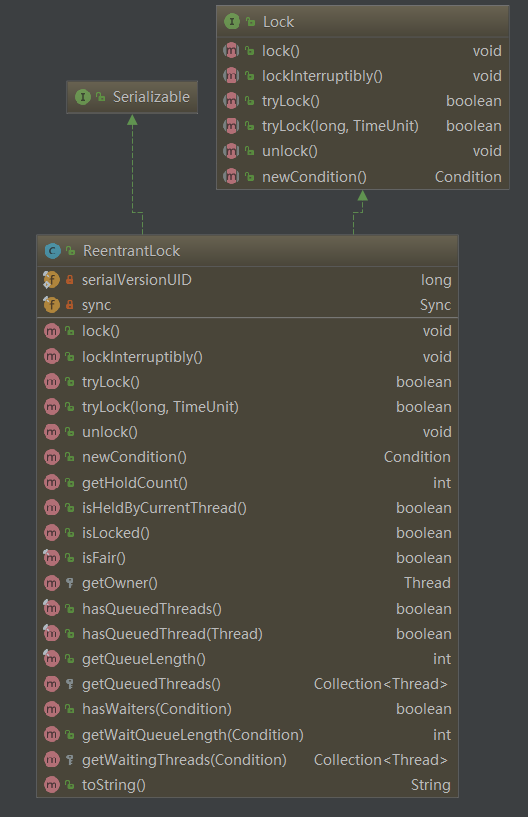 Lock
lock() void
lockInterruptibly() void
tryLock() boolean
tryLock(long, TimeUnit) boolean
unlock() void
newCondition() Condition
Serializable
ReentrantLock
serialVersionUID long
sync Sync
lock() void
lockInterruptibly() void
tryLock() boolean
tryLock(long, TimeUnit) boolean
unlock() void
newCondition() Condition
getHoldCount() int
isHeldByCurrentThread() boolean
isLocked() boolean
isFair() boolean
getOwner() Thread
hasQueuedThreads() boolean
hasQueuedThread(Thread) boolean
getQueueLength() int
getQueuedThreads() Collection<Thread>
hasWaiters(Condition) boolean
getWaitQueueLength(Condition) int
getWaitingThreads(Condition) Collection<Thread>
toString() String